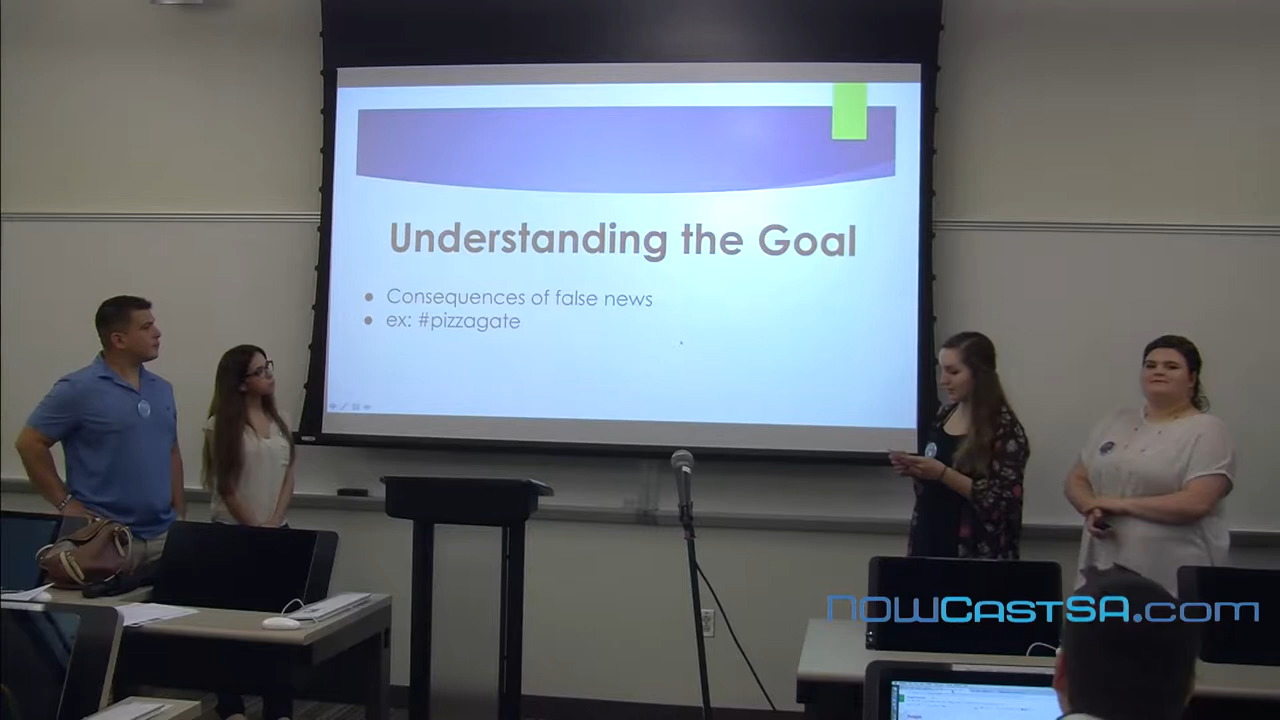 Understanding the Goal
Consequences of false news
ex: #pizzagate
NOWCastSA.com